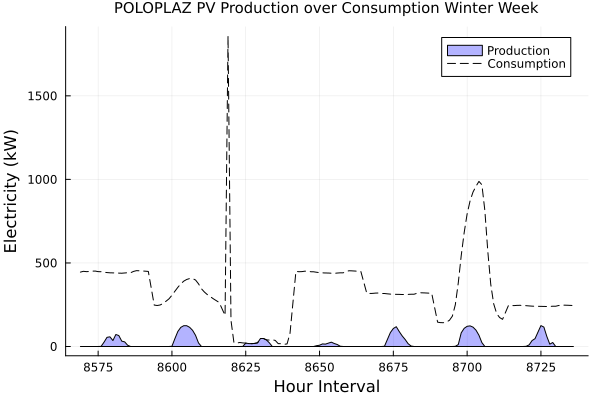 POLOPLAZ PV Production over Consumption Winter Week
Production
Consumption
Electricity (kW)
1500
1000
500
0
8575
8600
8625
8650
8675
8700
8725
Hour Interval